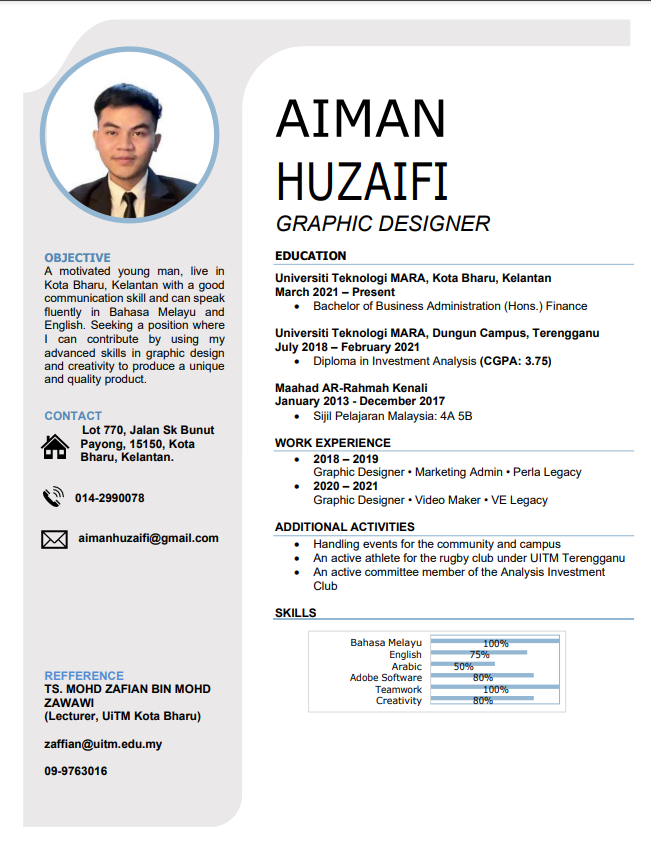 AIMAN
HUZAIFI
GRAPHIC DESIGNER
OBJECTIVE
A motivated young man, live in
Kota Bharu, Kelantan with a good
communication skill and can speak
fluently in Bahasa Melayu and
English. Seeking a position where
I can contribute by using my
advanced skills in graphic design
and creativity to produce a unique
and quality product.
CONTACT
Lot 770, Jalan Sk Bunut
Payong, 15150, Kota
Bharu, Kelantan.
014-2990078
aimanhuzaifi@gmail.com
REFFERENCE
TS. MOHD ZAFIAN BIN MOHD
ZAWAWI
(Lecturer, UiTM Kota Bharu)
zaffian@uitm.edu.my
09-9763016
EDUCATION
Universiti Teknologi MARA, Kota Bharu, Kelantan
March 2021 – Present
• Bachelor of Business Administration (Hons.) Finance
Universiti Teknologi MARA, Dungun Campus, Terengganu
July 2018 – February 2021
• Diploma in Investment Analysis (CGPA: 3.75)
Maahad AR-Rahmah Kenali
January 2013 - December 2017
• Sijil Pelajaran Malaysia: 4A 5B
WORK EXPERIENCE
• 2018 – 2019
Graphic Designer • Marketing Admin • Perla Legacy
• 2020 – 2021
Graphic Designer • Video Maker • VE Legacy
ADDITIONAL ACTIVITIES
• Handling events for the community and campus
• An active athlete for the rugby club under UITM Terengganu
• An active committee member of the Analysis Investment
Club
SKILLS
Bahasa Melayu 100%
English 75%
Arabic 50%
Adobe Software 80%
Teamwork 100%
Creativity 80%